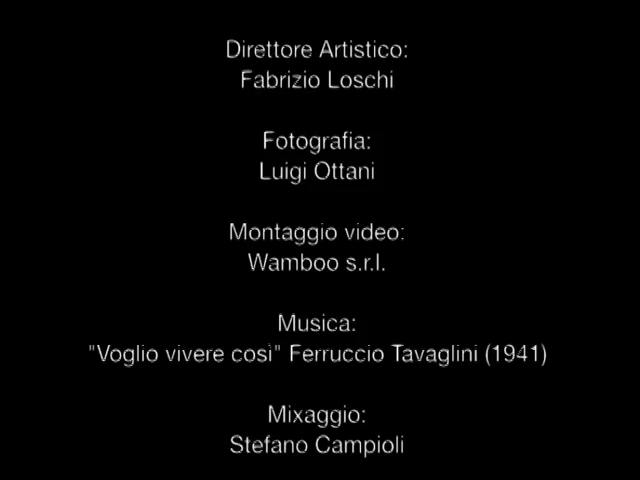 Direttore Artistico:
Fabrizio Loschi
Fotografia:
Luigi Ottani
Montaggio video:
Wamboo s.r.l.
Musica:
"Voglio vivere così" Ferruccio Tavaglini (1941)
Mixaggio:
Stefano Campioli